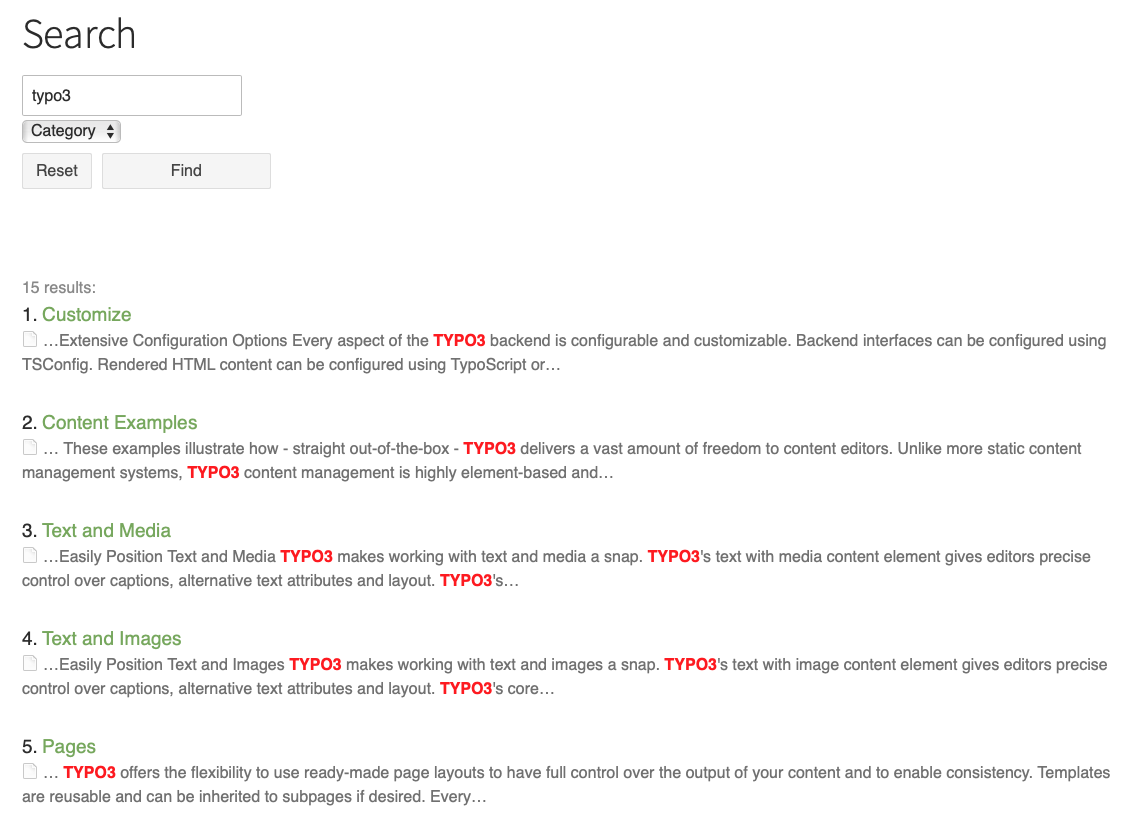 Search
typo3
Category
Reset Find
15 results:
1. Customize
…Extensive Configuration Options Every aspect of the TYPO3 backend is configurable and customizable. Backend interfaces can be configured using
TSConfig. Rendered HTML content can be configured using TypoScript or…
2. Content Examples
… These examples illustrate how - straight out-of-the-box - TYPO3 delivers a vast amount of freedom to content editors. Unlike more static content
management systems, TYPO3 content management is highly element-based and…
3. Text and Media
…Easily Position Text and Media TYPO3 makes working with text and media a snap. TYPO3's text with media content element gives editors precise
control over captions, alternative text attributes and layout. TYPO3's…
4. Text and Images
…Easily Position Text and Images TYPO3 makes working with text and images a snap. TYPO3's text with image content element gives editors precise
control over captions, alternative text attributes and layout. TYPO3's core…
5. Pages
… TYPO3 offers the flexibility to use ready-made page layouts to have full control over the output of your content and to enable consistency. Templates
are reusable and can be inherited to subpages if desired. Every…